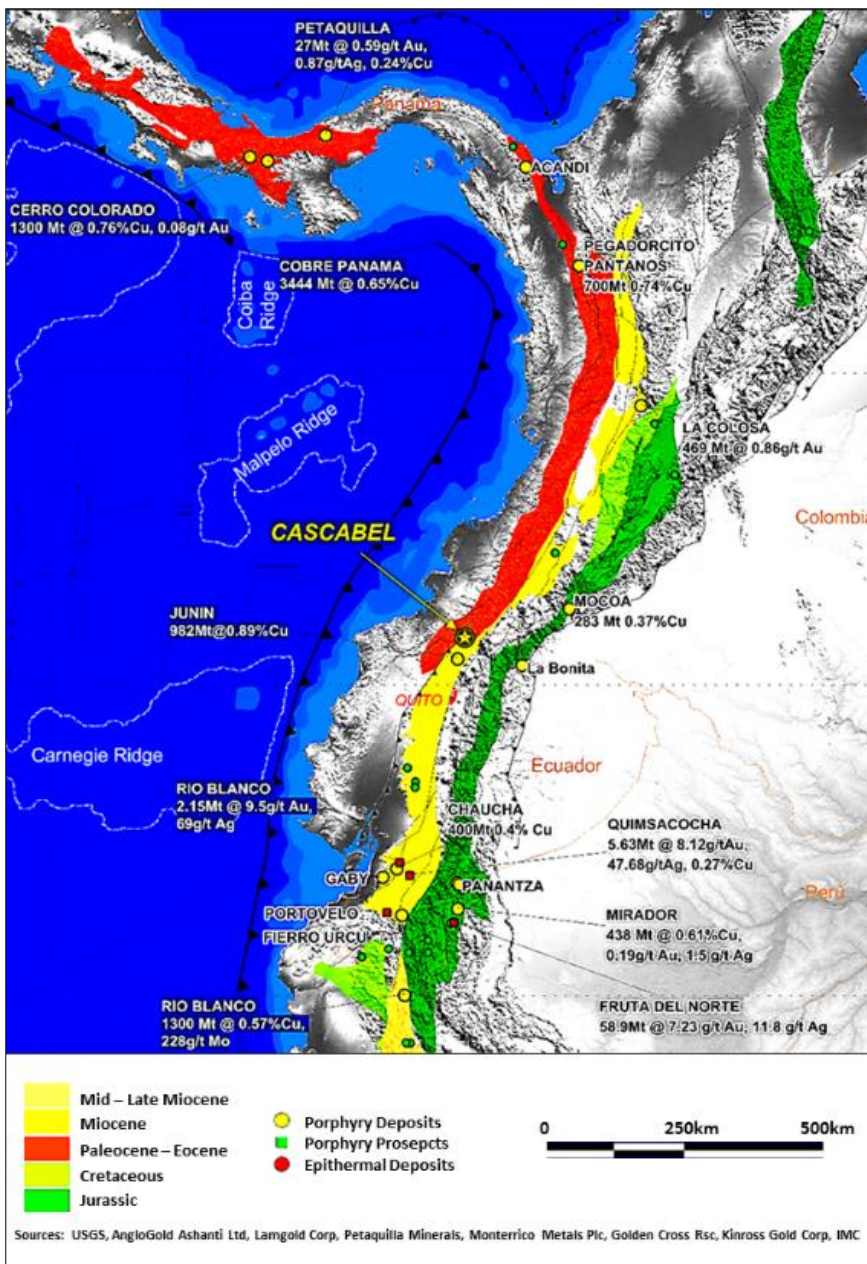 PETAQUILLA
27Mt @ 0.59g/t Au,
0.87g/tAg, 0.24%Cu
Panama
ACANDI
CERRO COLORADO
1300 Mt @ 0.76%Cu, 0.08g/t Au
PEGADORCITO
PANTANOS
700Mt 0.74%Cu
COBRE PANAMA
3444 Mt @ 0.65%Cu
Coiba
Ridge
Malpelo Ridge
LA COLOSA
469 Mt @ 0.86g/t Au
Colombia
CASCABEL
JUNIN
982Mt@0.89%Cu
MOCOA
283 Mt 0.37%Cu
La Bonita
QUITO
Carnegie Ridge
Ecuador
RIO BLANCO
2.15Mt @ 9.5g/t Au,
69g/t Ag
CHAUCHA
400Mt 0.4% Cu
QUIMSACOCHA
5.63Mt @ 8.12g/tAu,
47.68g/tAg, 0.27%Cu
GABY
PANANTZA
Perú
PORTOVELO
FIERRO URCU
MIRADOR
438 Mt @ 0.61%Cu,
0.19g/t Au, 1.5 g/t Ag
RIO BLANCO
1300 Mt @ 0.57%Cu,
228g/t Mo
FRUTA DEL NORTE
58.9Mt @ 7.23 g/t Au, 11.8 g/t Ag
Mid – Late Miocene
Miocene
Paleocene – Eocene
Cretaceous
Jurassic
Porphyry Deposits
Porphyry Prosepcts
Epithermal Deposits
0 250km 500km
Sources: USGS, AngloGold Ashanti Ltd, Lamgold Corp, Petaquilla Minerals, Monterrico Metals Plc, Golden Cross Rsc, Kinross Gold Corp, IMC